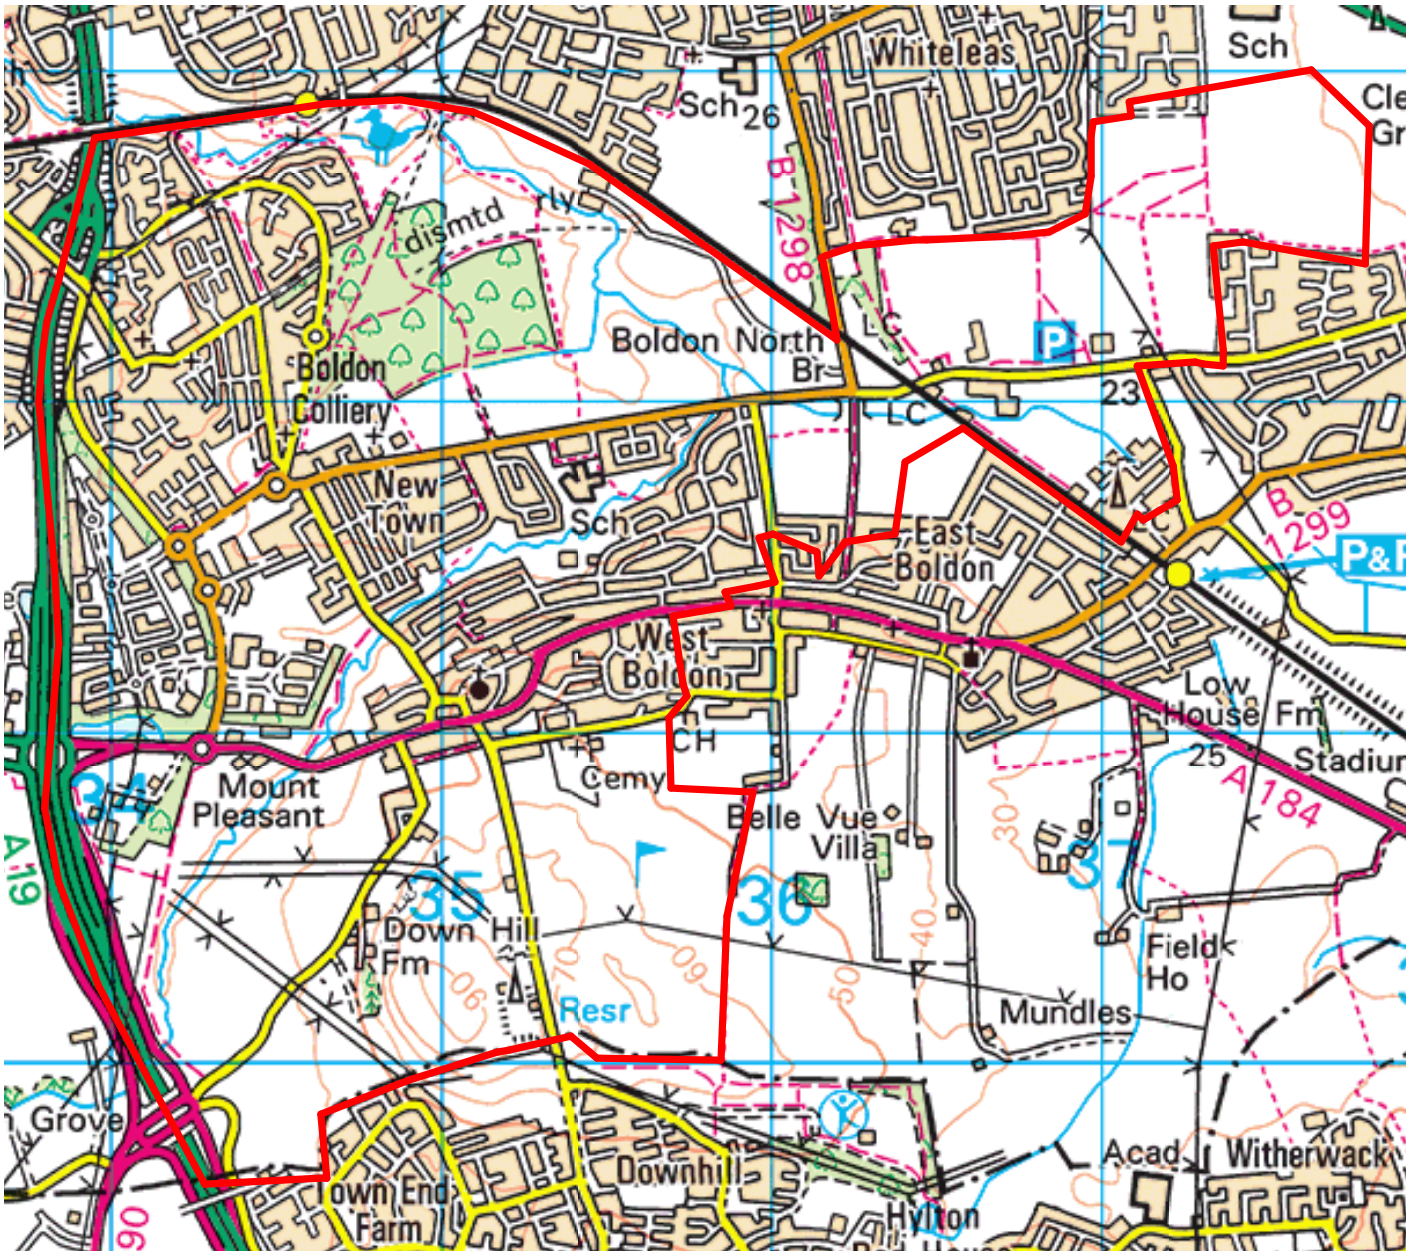 Whiteleas
Sch
Sch
26
B 1298
Cle
Gr
h
dismtd rly
Boldon North
Br
LC
P
23
LC
Boldon
Colliery
New
Town
Sch
East
Boldon
LC
B
1299
P&R
West
Boldon
CH
Cemy
Low
House Fm
25
Stadium
A 184
Mount
Pleasant
34
A 19
Belle Vue
Villa
30
37
35
36
40
50
60
70
90
Down Hill
Fm
Field
Ho
Mundles
Resr
n Grove
Town End
Farm
Downhill
Hylton
Acad
Witherwack
90